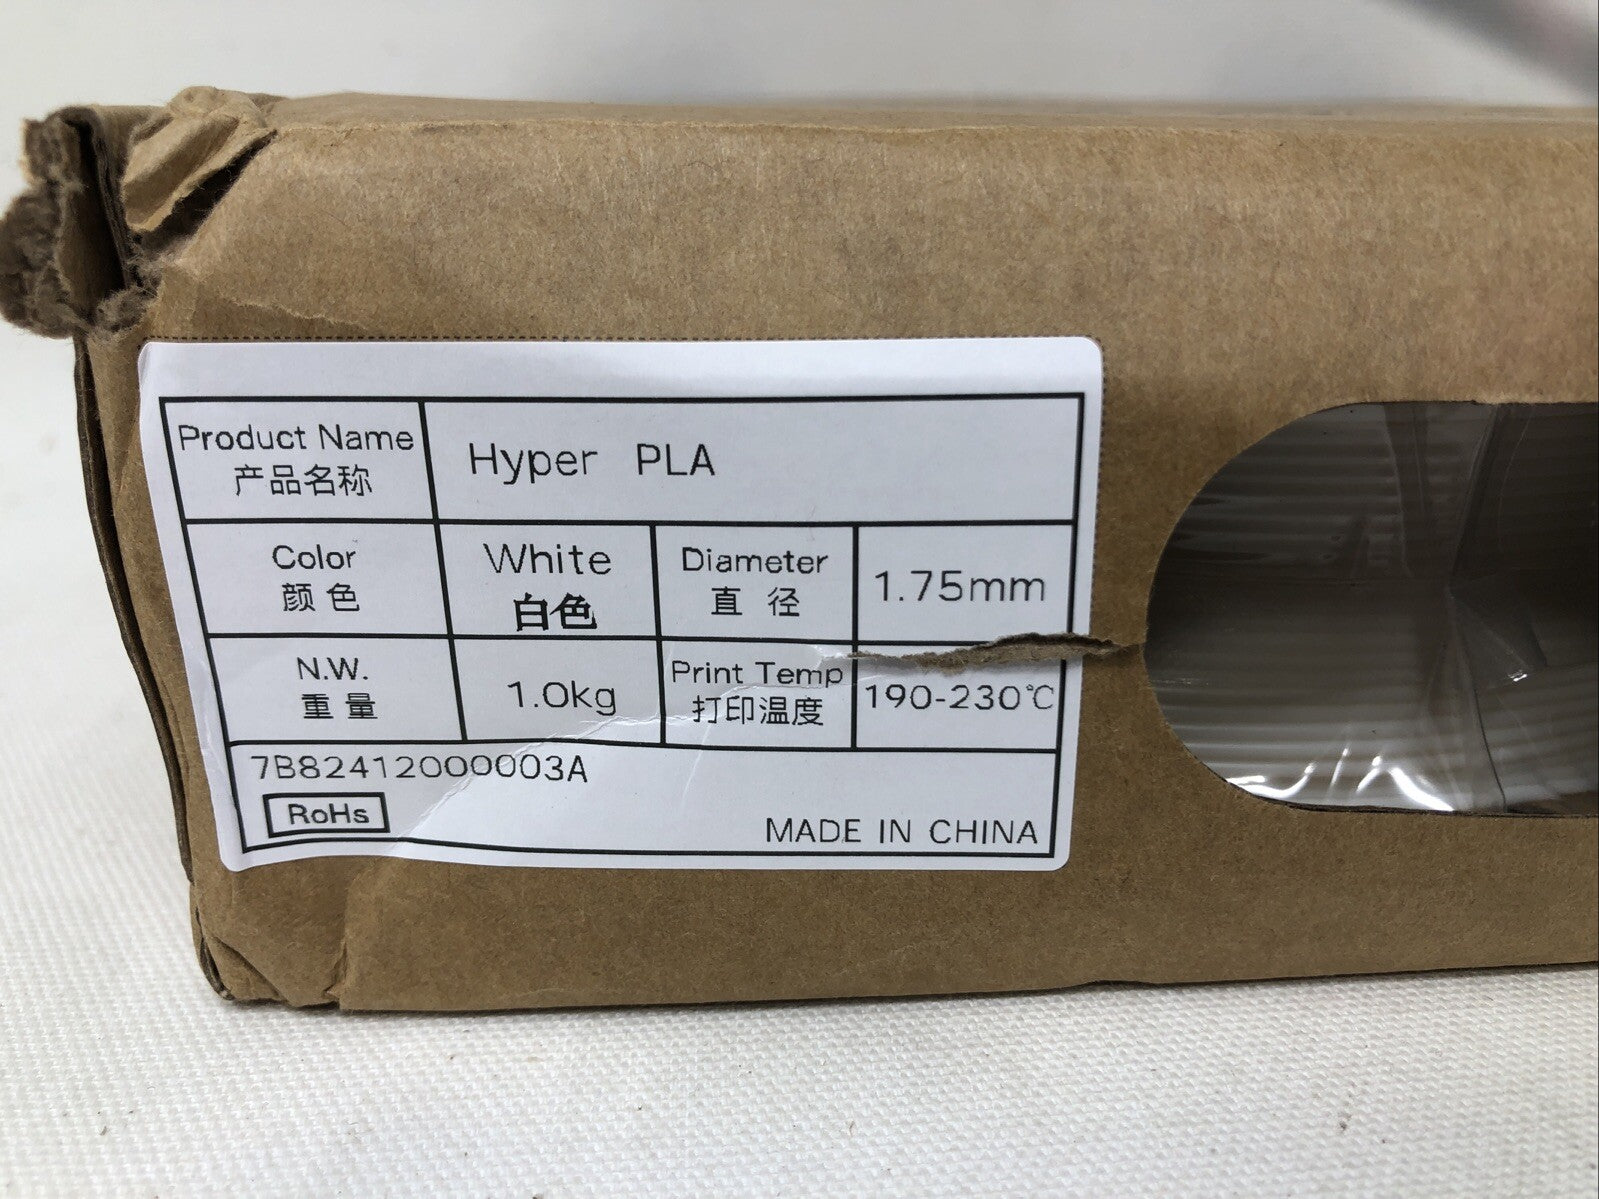 Product Name
产品名称
Hyper PLA
Color
颜色
White
白色
Diameter
直径
1.75mm
N.W.
重量
1.0kg
Print Temp
打印温度
190-230℃
7B82412000003A
RoHs
MADE IN CHINA